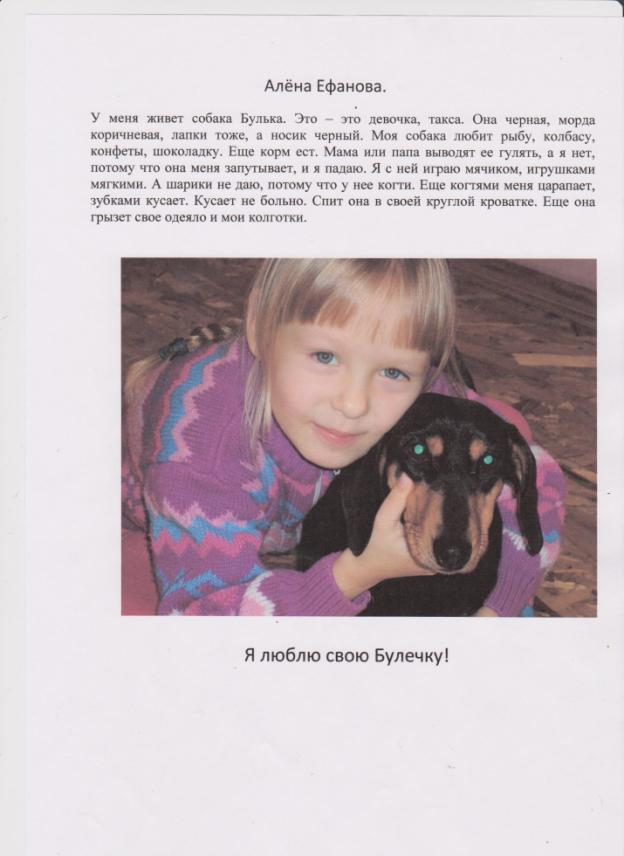 Алёна Ефанова.
У меня живет собака Булька. Это – это девочка, такса. Она черная, морда
коричневая, лапки тоже, а носик черный. Моя собака любит рыбу, колбасу,
конфеты, шоколадку. Еще корм ест. Мама или папа выводят ее гулять, а я нет,
потому что она меня запутывает, и я падаю. Я с ней играю мячиком, игрушками
мягкими. А шарики не даю, потому что у нее когти. Еще когтями меня царапает,
зубками кусает. Кусает не больно. Спит она в своей круглой кроватке. Еще она
грызет свое одеяло и мои колготки.
Я люблю свою Булечку!